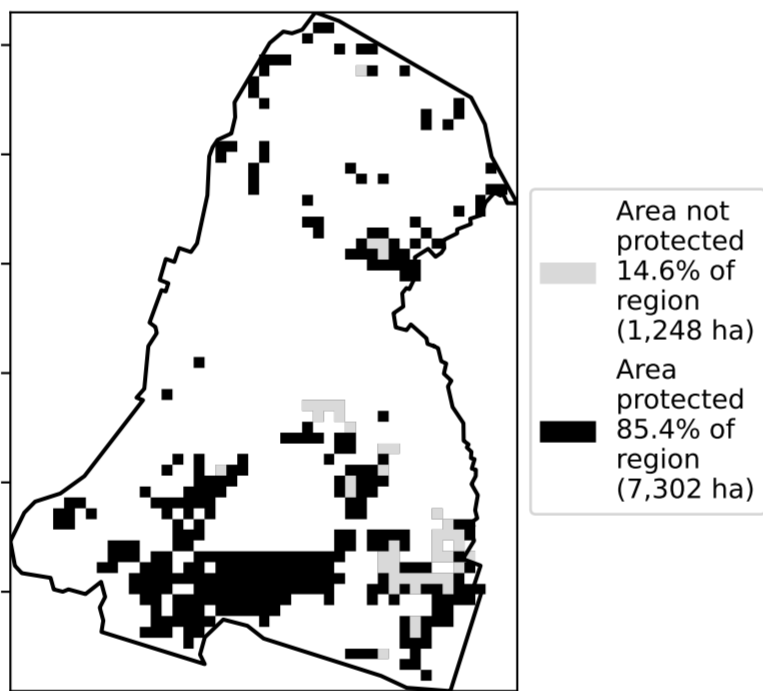 Area not
protected
14.6% of
region
(1,248 ha)
Area
protected
85.4% of
region
(7,302 ha)